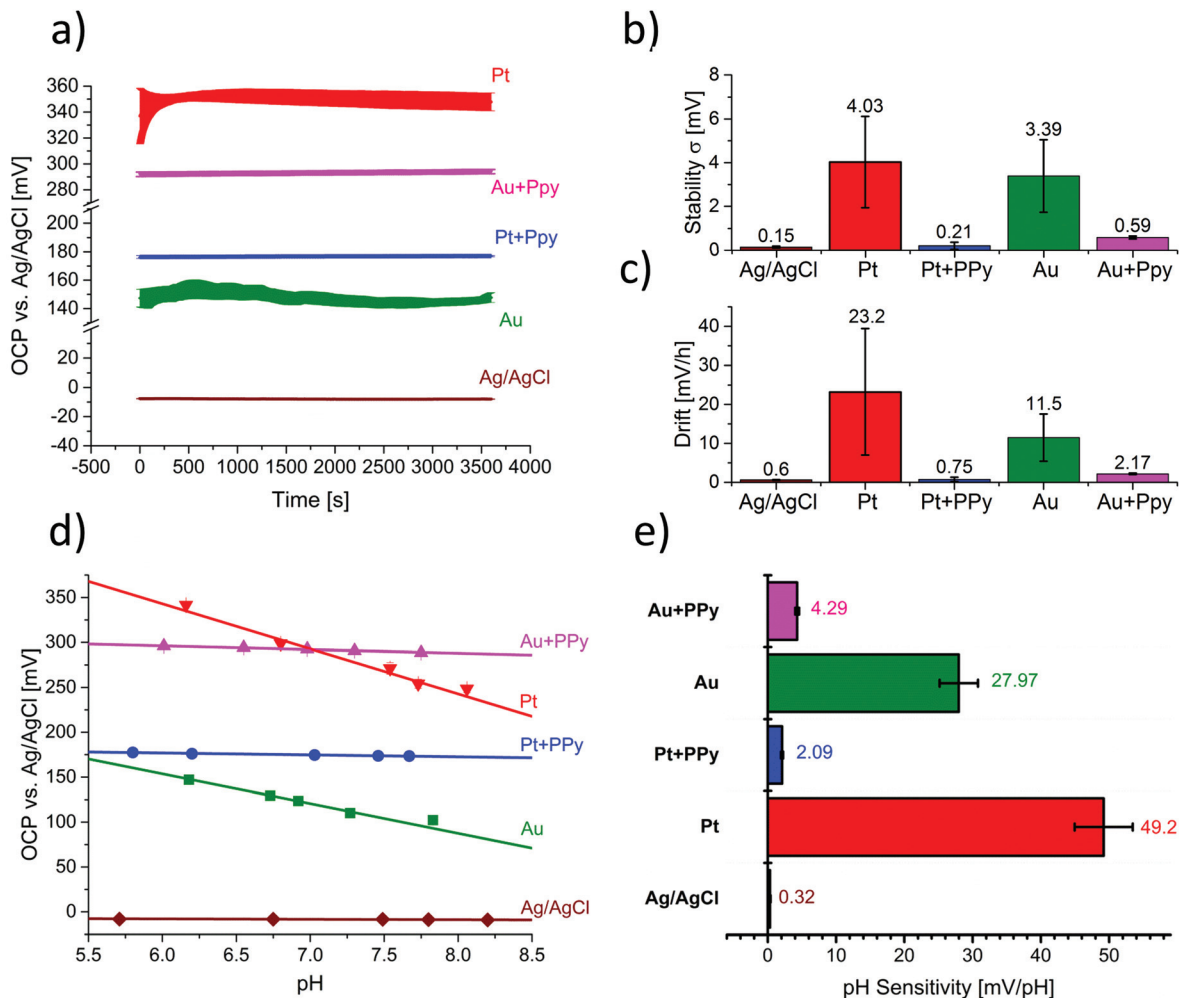 a)
OCP vs. Ag/AgCl [mV]
360
340
320
300
280
200
180
160
140
20
0
-20
-40
Pt
Au+Ppy
Pt+Ppy
Au
Ag/AgCl
-500 0 500 1000 1500 2000 2500 3000 3500 4000
Time [s]
b)
Stability σ [mV]
8
6
4
2
0
0.15 4.03 0.21 3.39 0.59
Ag/AgCl Pt Pt+PPy Au Au+Ppy
c)
Drift [mV/h]
40
30
20
10
0
0.6 23.2 0.75 11.5 2.17
Ag/AgCl Pt Pt+PPy Au Au+Ppy
d)
OCP vs. Ag/AgCl [mV]
350
300
250
200
150
100
50
0
Au+PPy
Pt
Pt+PPy
Au
Ag/AgCl
5.5 6.0 6.5 7.0 7.5 8.0 8.5
pH
e)
Au+PPy 4.29
Au 27.97
Pt+PPy 2.09
Pt 49.2
Ag/AgCl 0.32
0 10 20 30 40 50
pH Sensitivity [mV/pH]